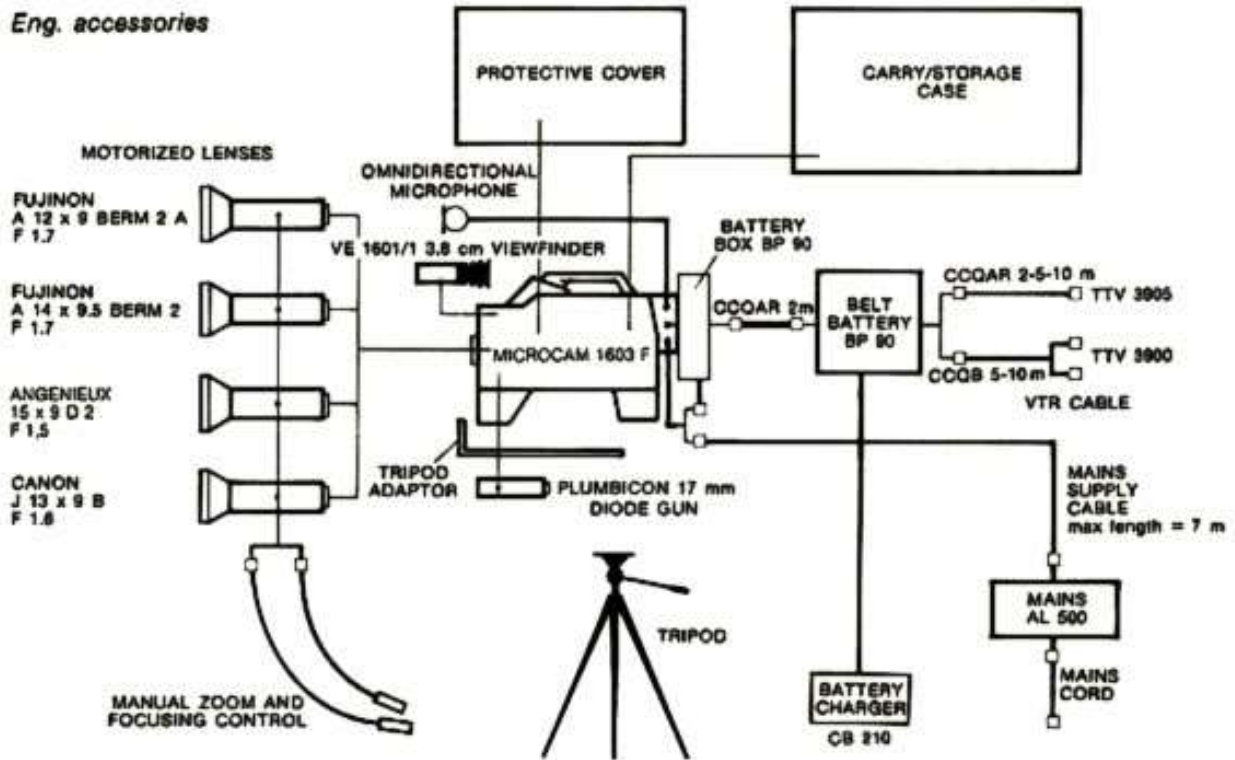 Eng. accessories
PROTECTIVE COVER
CARRY/STORAGE
CASE
MOTORIZED LENSES
FUJINON
A 12 x 9 BERM 2 A
F 1.7
FUJINON
A 14 x 9.5 BERM 2
F 1.7
ANGENIEUX
15 x 9 D 2
F 1,5
CANON
J 13 x 9 B
F 1.6
OMNIDIRECTIONAL
MICROPHONE
VE 1601/1 3,8 cm VIEWFINDER
BATTERY
BOX BP 90
MICROCAM 1603 F
CCQAR 2m
BELT
BATTERY
BP 90
CCQAR 2-5-10 m
TTV 3905
TTV 3900
CCQB 5-10 m
VTR CABLE
TRIPOD
ADAPTOR
PLUMBICON 17 mm
DIODE GUN
MAINS
SUPPLY
CABLE
max length = 7 m
MAINS
AL 500
MAINS
CORD
TRIPOD
MANUAL ZOOM AND
FOCUSING CONTROL
BATTERY
CHARGER
CB 210